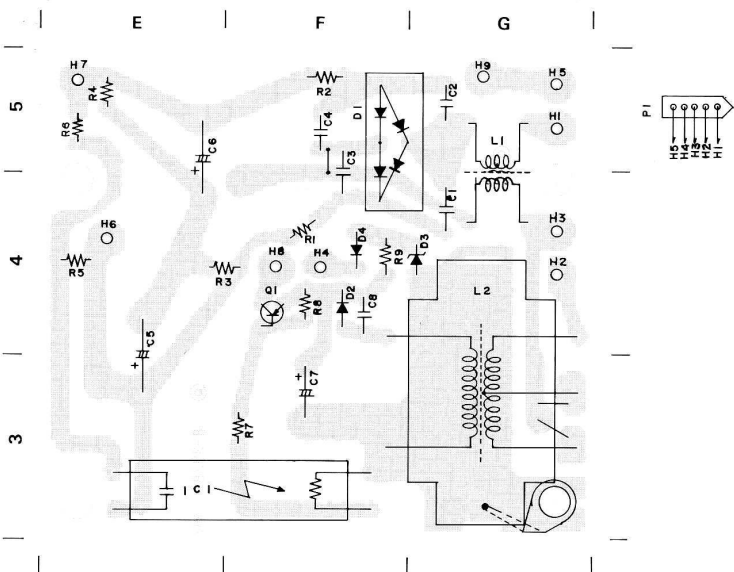 E F G
5
4
3
H7
R4
R6
C6
R2
C4
C3
D1
C2
H9
H5
H1
L1
C1
P1
H5 H4 H3 H2 H1
H6
R5
R3
R1
H8
H4
D4
R9
D3
H3
H2
Q1
R8
D2
C8
L2
C5
C7
R7
IC1